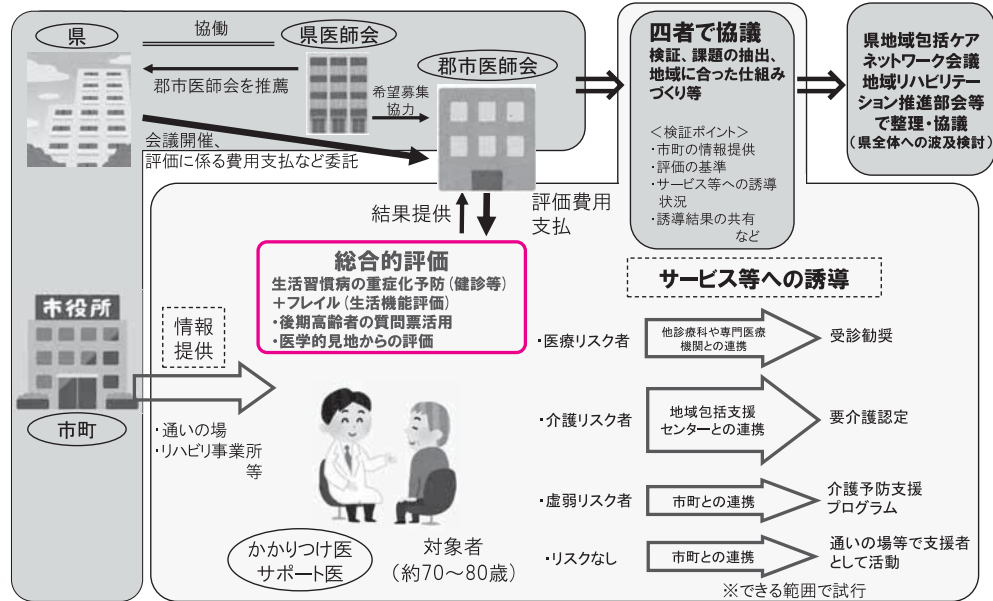 県
協働
県医師会
郡市医師会を推薦
希望募集
協力
郡市医師会
会議開催、
評価に係る費用支払など委託
四者で協議
検証、課題の抽出、
地域に合った仕組み
づくり等
＜検証ポイント＞
・市町の情報提供
・評価の基準
・サービス等への誘導
状況
・誘導結果の共有
など
県地域包括ケア
ネットワーク会議
地域リハビリテー
ション推進部会等
で整理・協議
（県全体への波及検討）
結果提供
評価費用
支払
総合的評価
生活習慣病の重症化予防（健診等）
＋フレイル（生活機能評価）
・後期高齢者の質問票活用
・医学的見地からの評価
市役所
市町
情報
提供
・通いの場
・リハビリ事業所
等
かかりつけ医
サポート医
対象者
（約70～80歳）
サービス等への誘導
・医療リスク者
他診療科や専門医療
機関との連携
受診勧奨
・介護リスク者
地域包括支援
センターとの連携
要介護認定
・虚弱リスク者
市町との連携
介護予防支援
プログラム
・リスクなし
市町との連携
通いの場等で支援者
として活動
※できる範囲で試行